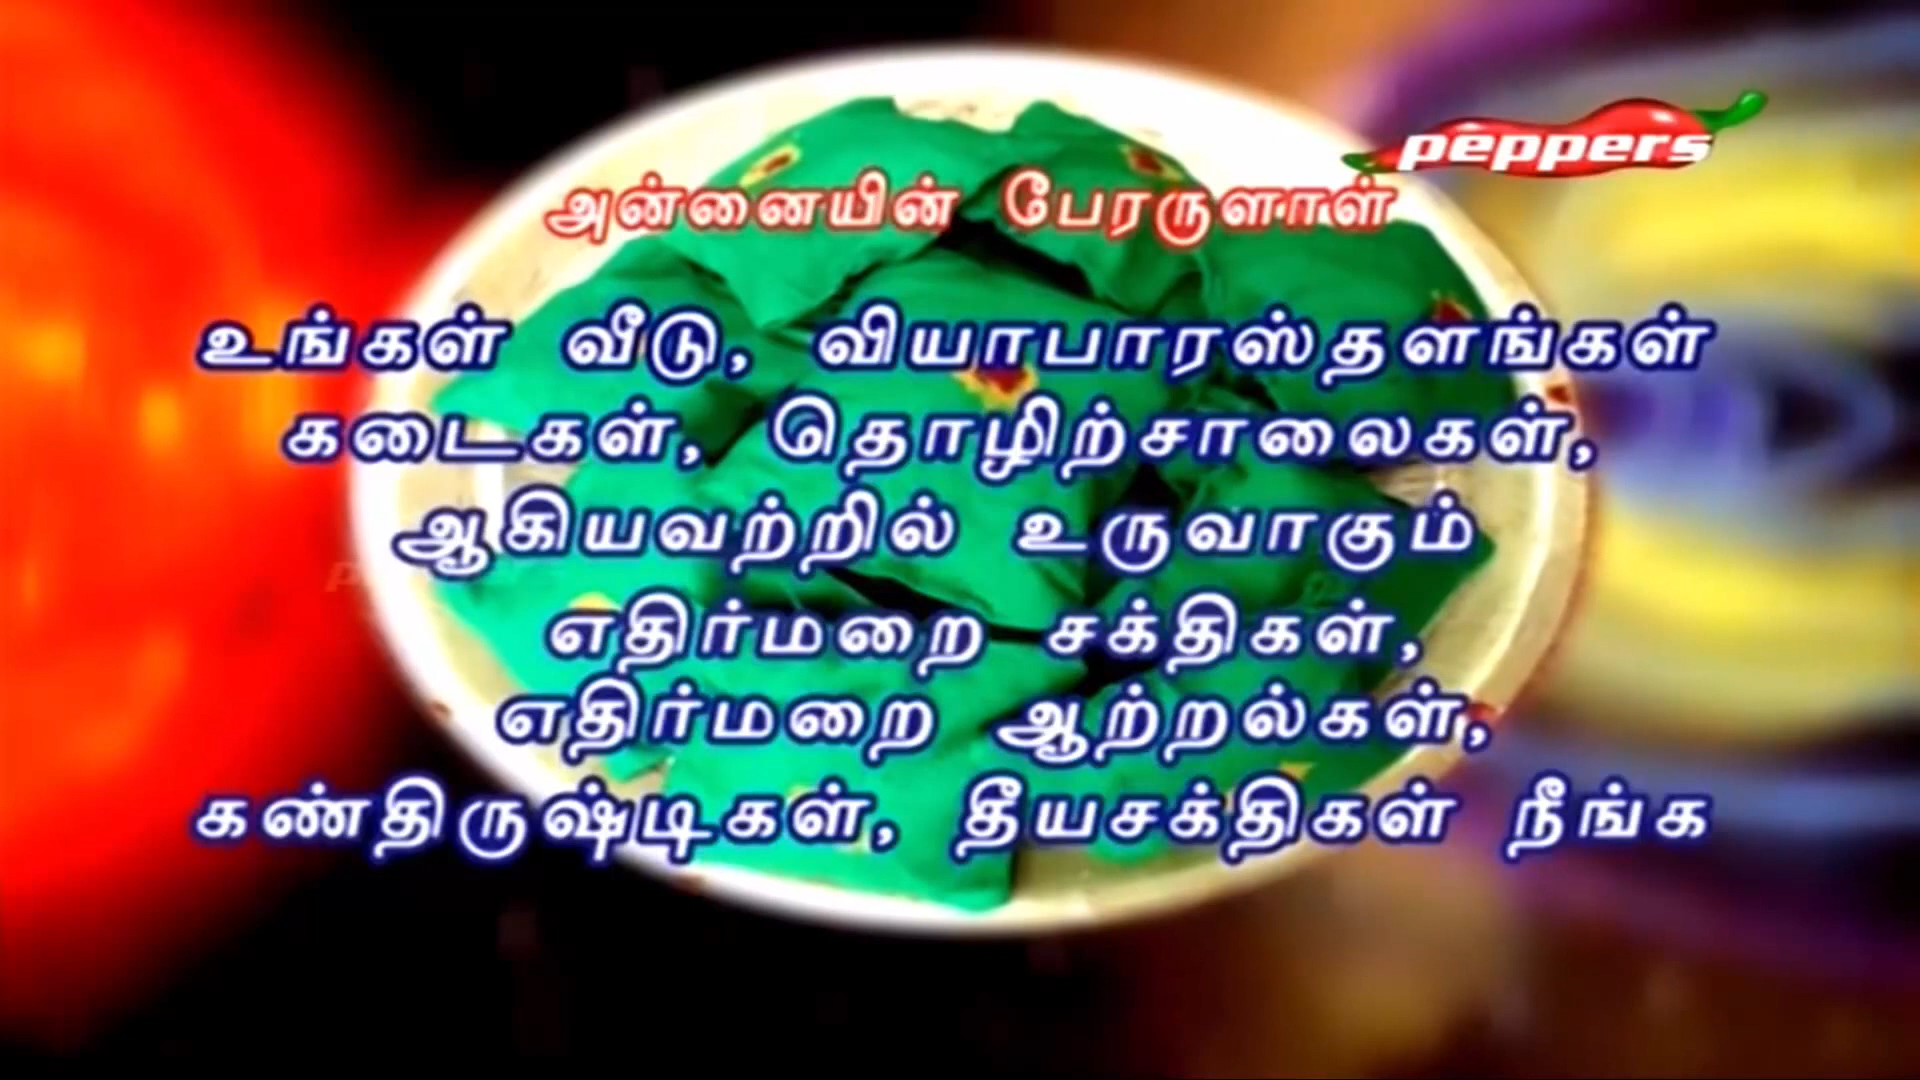 peppers
அன்னையின் பேரருளாள்
உங்கள் வீடு, வியாபாரஸ்தளங்கள்
கடைகள், தொழிற்சாலைகள்,
ஆகியவற்றில் உருவாகும்
எதிர்மறை சக்திகள்,
எதிர்மறை ஆற்றல்கள்,
கண்திருஷ்டிகள், தீயசக்திகள் நீங்க